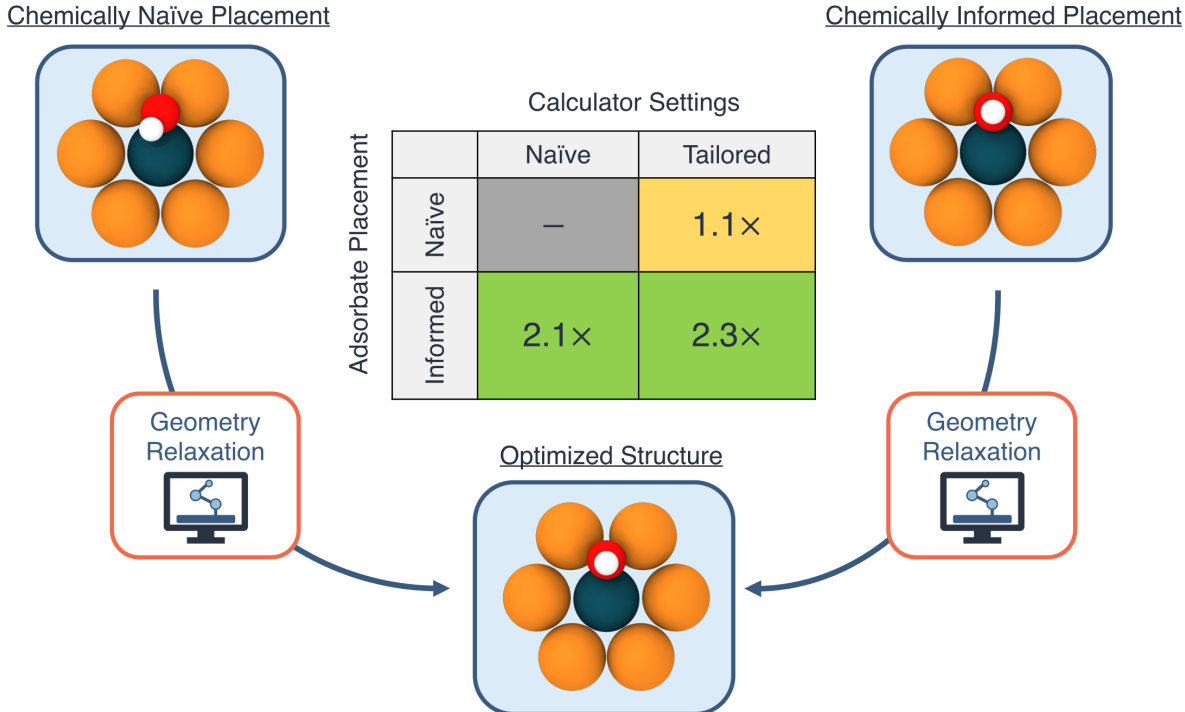 Chemically Naïve Placement
Chemically Informed Placement
Calculator Settings
Adsorbate Placement
Naïve
Tailored
Naïve
–
1.1×
Informed
2.1×
2.3×
Geometry
Relaxation
Geometry
Relaxation
Optimized Structure